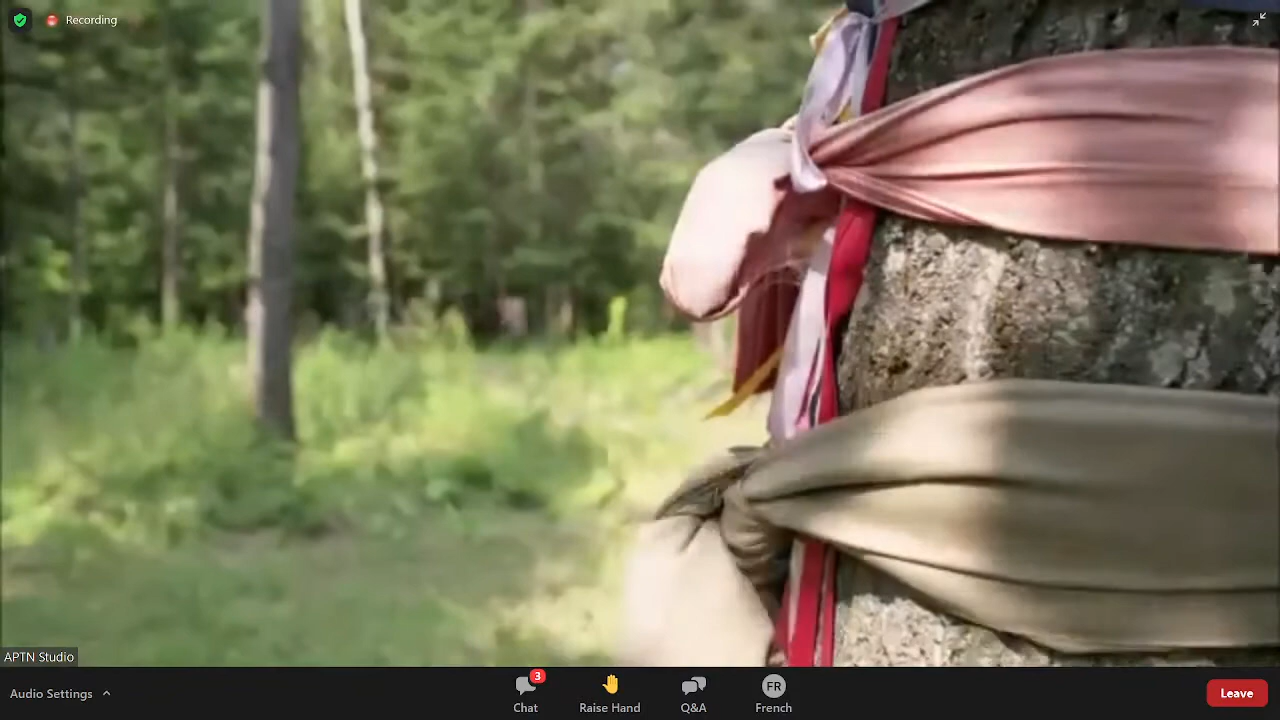 Recording
APTN Studio
Audio Settings
3
Chat
Raise Hand
Q&A
FR
French
Leave